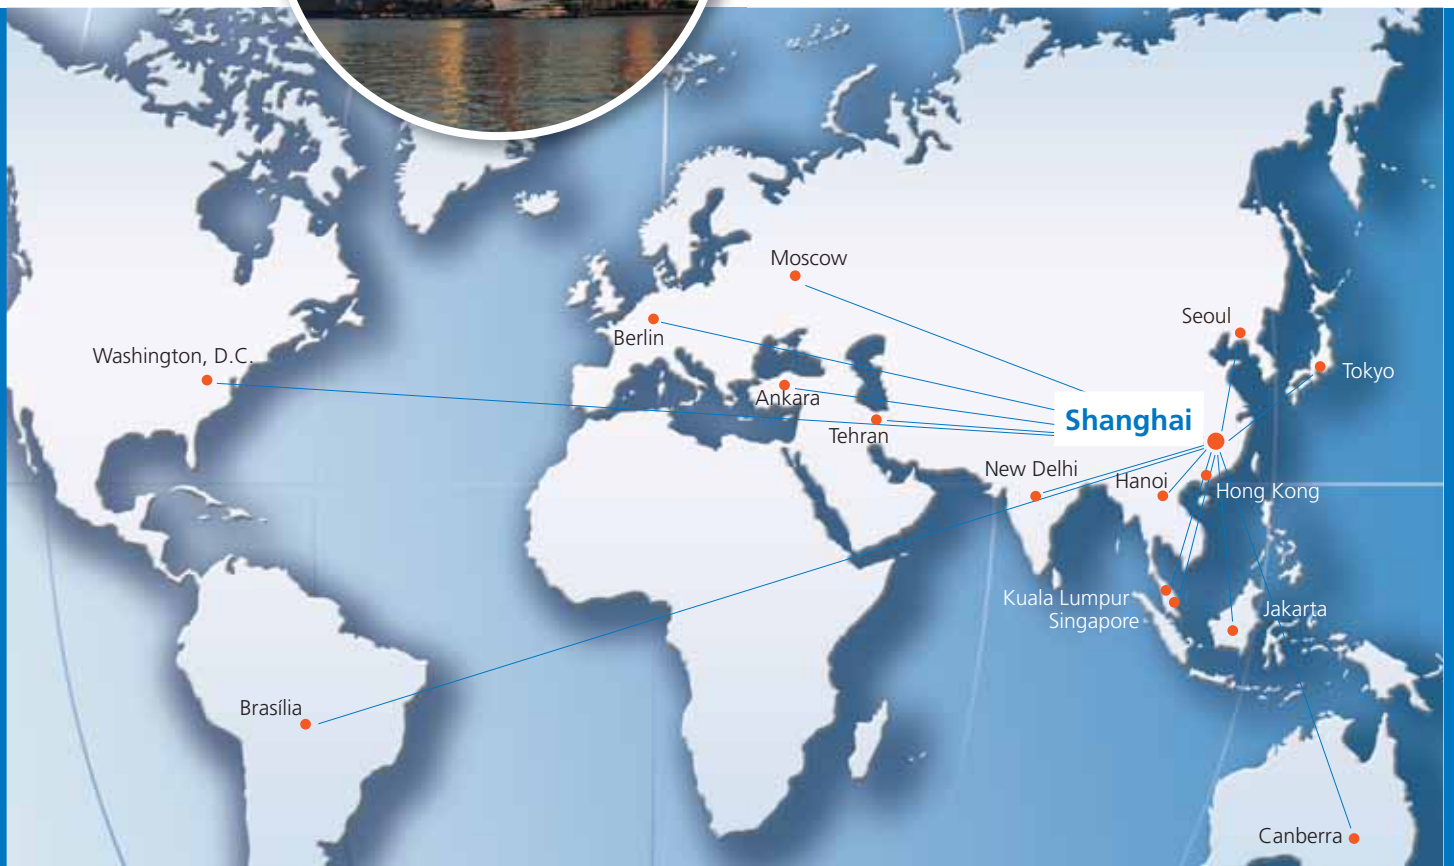 Moscow
Seoul
Berlin
Washington, D.C.
Tokyo
Ankara
Shanghai
Tehran
New Delhi
Hanoi
Hong Kong
Kuala Lumpur
Singapore
Jakarta
Brasília
Canberra